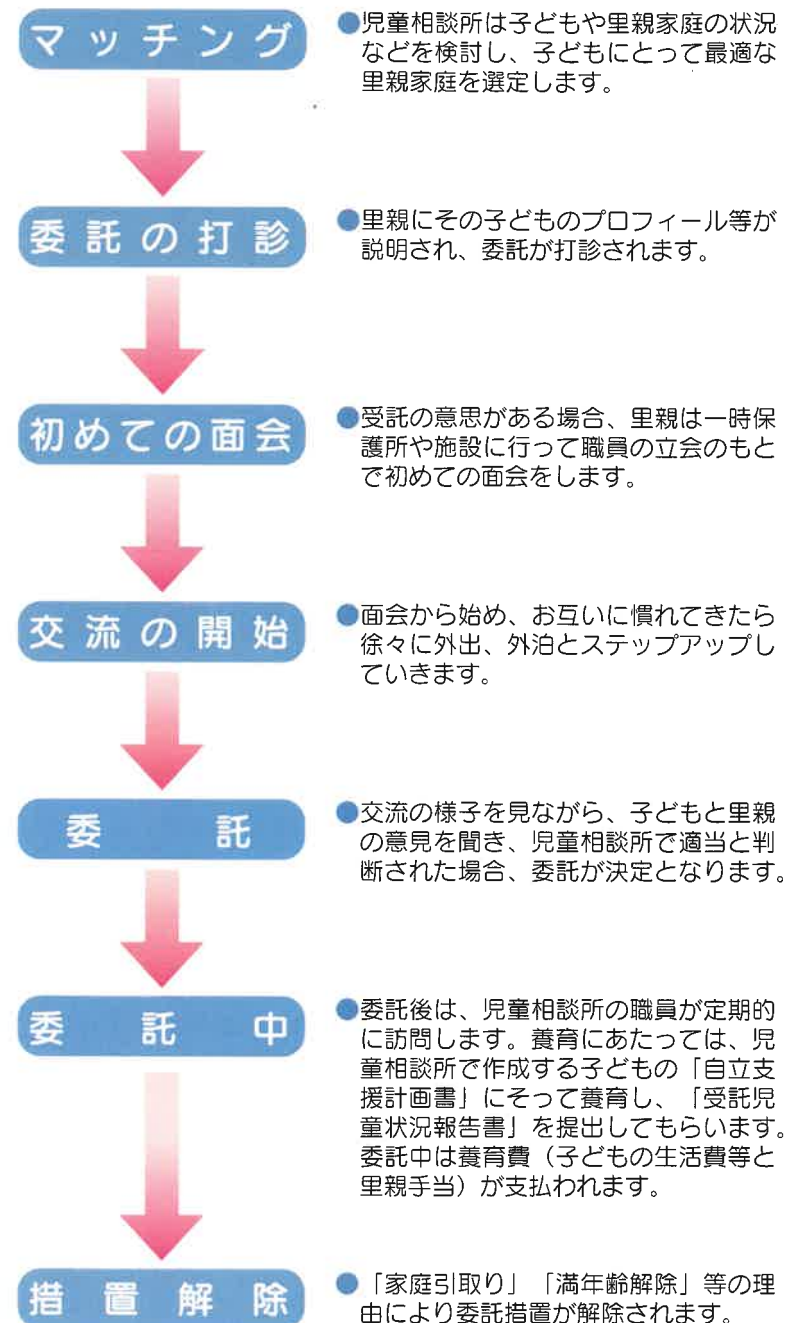 マッチング
●児童相談所は子どもや里親家庭の状況
などを検討し、子どもにとって最適な
里親家庭を選定します。
委託の打診
●里親にその子どものプロフィール等が
説明され、委託が打診されます。
初めての面会
●受託の意思がある場合、里親は一時保
護所や施設に行って職員の立会のもと
で初めての面会をします。
交流の開始
●面会から始め、お互いに慣れてきたら
徐々に外出、外泊とステップアップし
ていきます。
委託
●交流の様子を見ながら、子どもと里親
の意見を聞き、児童相談所で適当と判
断された場合、委託が決定となります。
委託中
●委託後は、児童相談所の職員が定期的
に訪問します。養育にあたっては、児
童相談所で作成する子どもの「自立支
援計画書」にそって養育し、「受託児
童状況報告書」を提出してもらいます。
委託中は養育費（子どもの生活費等と
里親手当）が支払われます。
措置解除
●「家庭引取り」「満年齢解除」等の理
由により委託措置が解除されます。